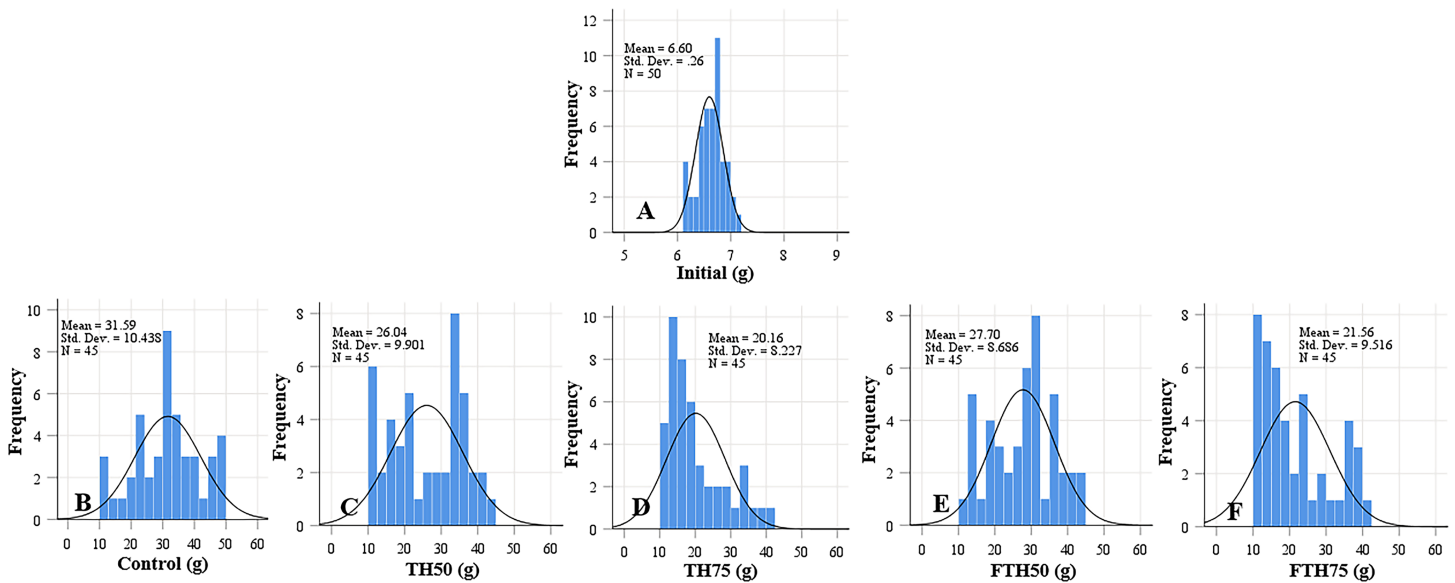 12
10
8
6
4
2
0
Frequency
Mean = 6.60
Std. Dev. = .26
N = 50
A
5 6 7 8 9
Initial (g)
10
8
6
4
2
0
Frequency
Mean = 31.59
Std. Dev. = 10.438
N = 45
B
0 10 20 30 40 50 60
Control (g)
8
6
4
2
0
Frequency
Mean = 26.04
Std. Dev. = 9.901
N = 45
C
0 10 20 30 40 50 60
TH50 (g)
10
8
6
4
2
0
Frequency
Mean = 20.16
Std. Dev. = 8.227
N = 45
D
0 10 20 30 40 50 60
TH75 (g)
8
6
4
2
0
Frequency
Mean = 27.70
Std. Dev. = 8.686
N = 45
E
0 10 20 30 40 50 60
FTH50 (g)
8
6
4
2
0
Frequency
Mean = 21.56
Std. Dev. = 9.516
N = 45
F
0 10 20 30 40 50 60
FTH75 (g)